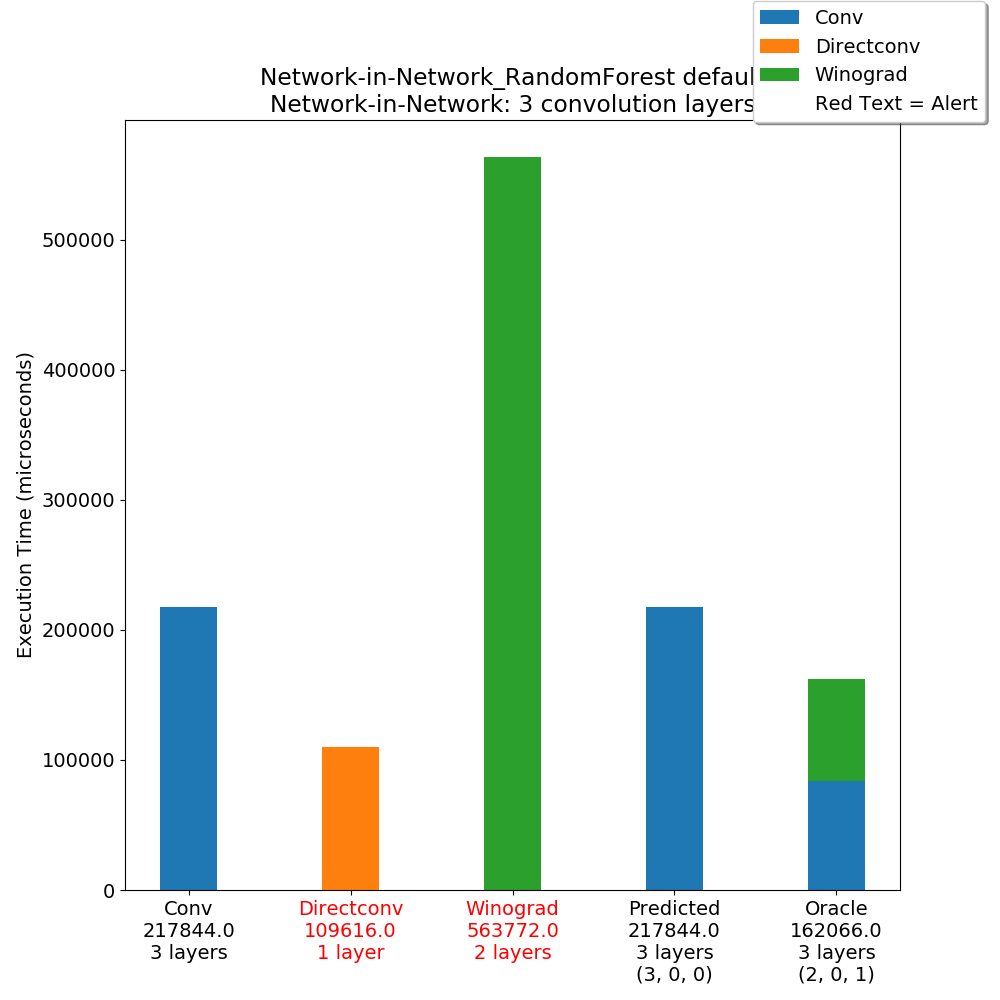 Conv
Directconv
Winograd
Red Text = Alert
Network-in-Network_RandomForest
Network-in-Network: 3 convolution layers
Execution Time (microseconds)
500000
400000
300000
200000
100000
0
Conv
217844.0
3 layers
Directconv
109616.0
1 layer
Winograd
563772.0
2 layers
Predicted
217844.0
3 layers
(3, 0, 0)
Oracle
162066.0
3 layers
(2, 0, 1)